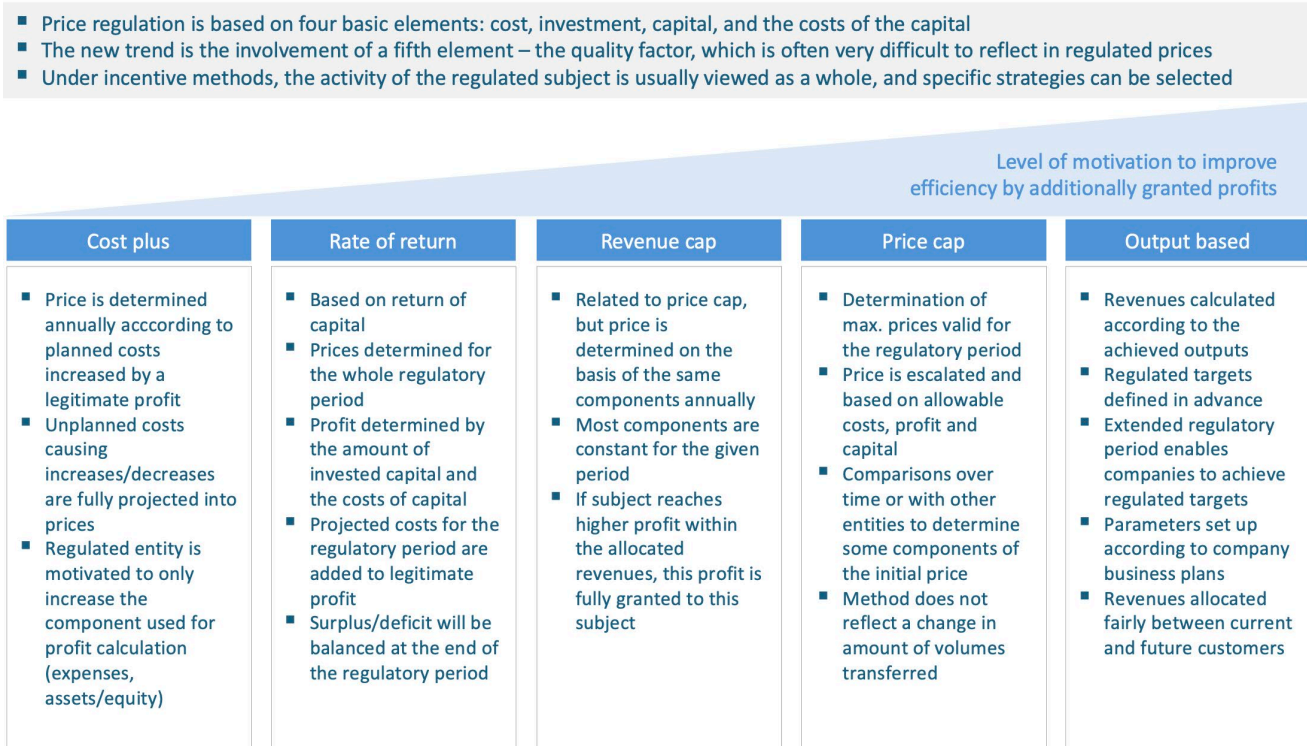 ▪ Price regulation is based on four basic elements: cost, investment, capital, and the costs of the capital
▪ The new trend is the involvement of a fifth element – the quality factor, which is often very difficult to reflect in regulated prices
▪ Under incentive methods, the activity of the regulated subject is usually viewed as a whole, and specific strategies can be selected
Level of motivation to improve
efficiency by additionally granted profits
Cost plus
▪ Price is determined
annually acccording to
planned costs
increased by a
legitimate profit
▪ Unplanned costs
causing
increases/decreases
are fully projected into
prices
▪ Regulated entity is
motivated to only
increase the
component used for
profit calculation
(expenses,
assets/equity)
Rate of return
▪ Based on return of
capital
▪ Prices determined for
the whole regulatory
period
▪ Profit determined by
the amount of
invested capital and
the costs of capital
▪ Projected costs for the
regulatory period are
added to legitimate
profit
▪ Surplus/deficit will be
balanced at the end of
the regulatory period
Revenue cap
▪ Related to price cap,
but price is
determined on the
basis of the same
components annually
▪ Most components are
constant for the given
period
▪ If subject reaches
higher profit within
the allocated
revenues, this profit is
fully granted to this
subject
Price cap
▪ Determination of
max. prices valid for
the regulatory period
▪ Price is escalated and
based on allowable
costs, profit and
capital
▪ Comparisons over
time or with other
entities to determine
some components of
the initial price
▪ Method does not
reflect a change in
amount of volumes
transferred
Output based
▪ Revenues calculated
according to the
achieved outputs
▪ Regulated targets
defined in advance
▪ Extended regulatory
period enables
companies to achieve
regulated targets
▪ Parameters set up
according to company
business plans
▪ Revenues allocated
fairly between current
and future customers